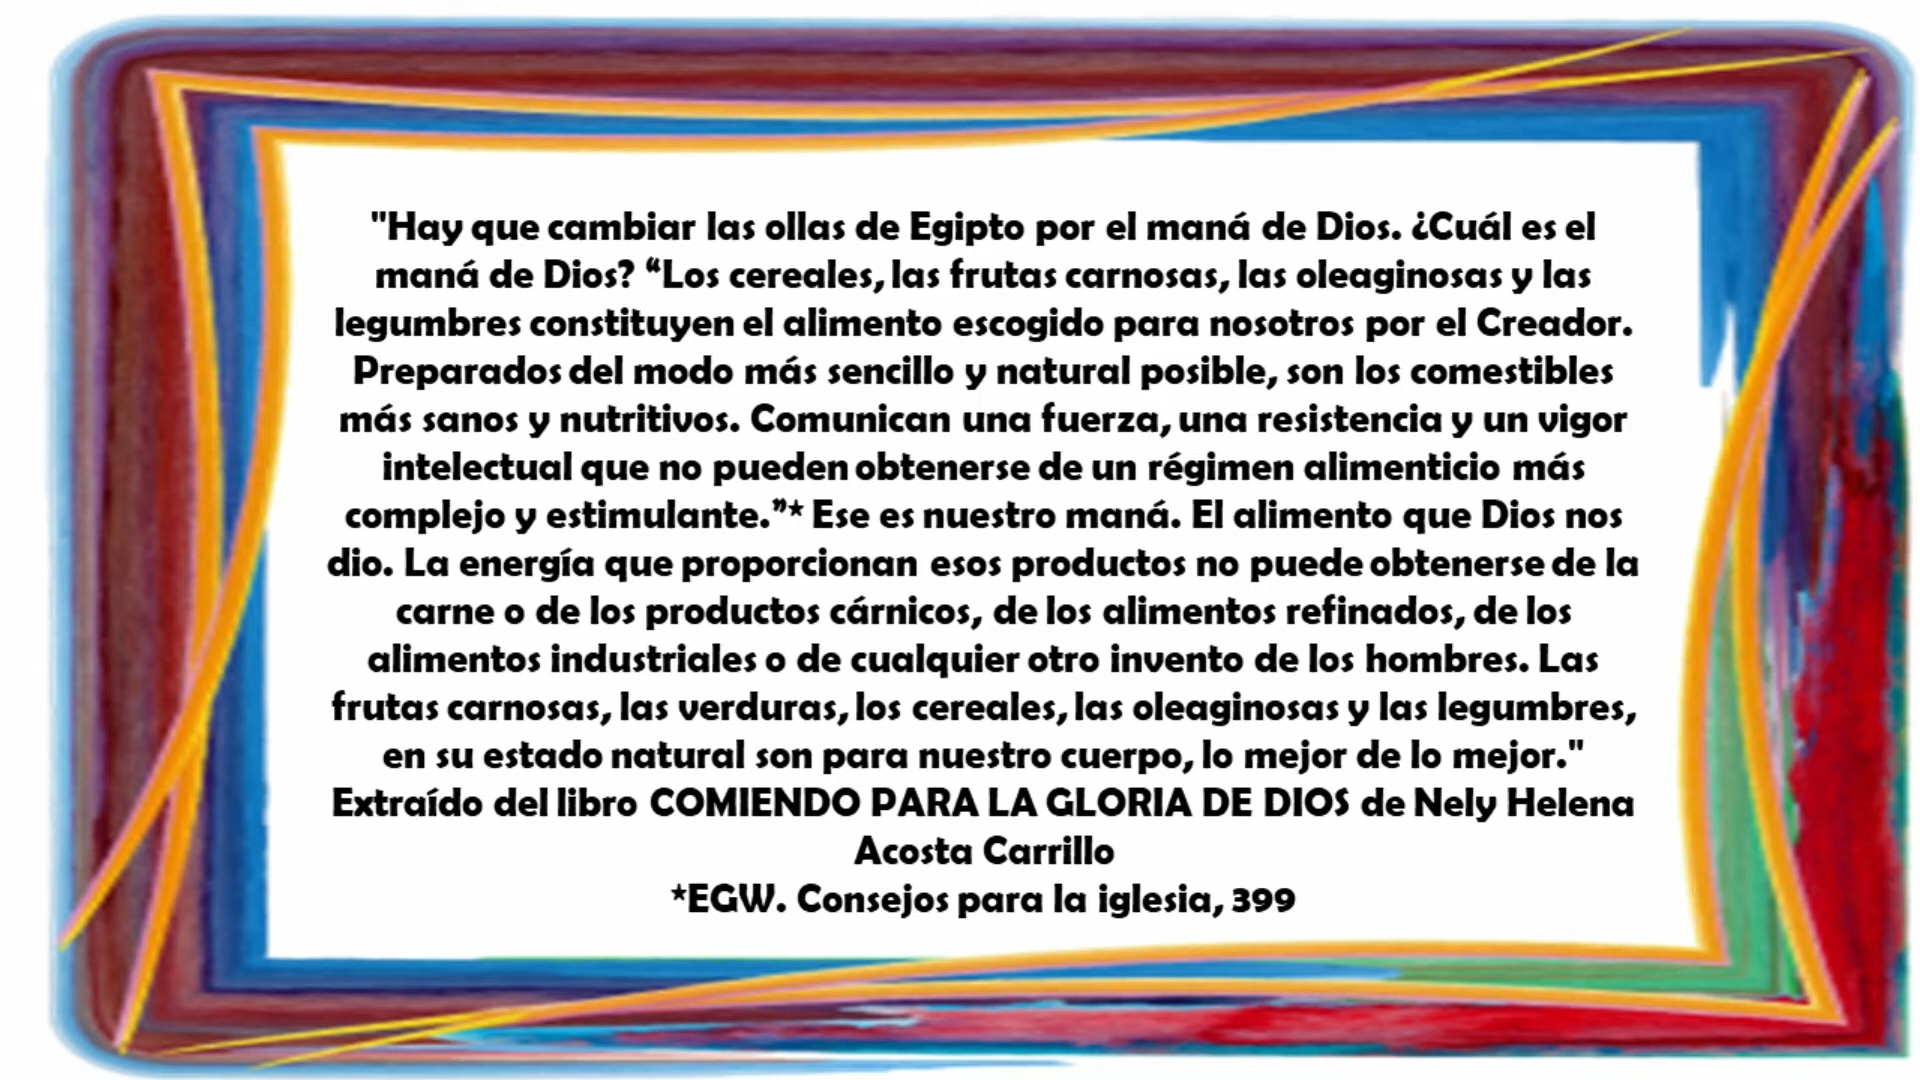 "Hay que cambiar las ollas de Egipto por el maná de Dios. ¿Cuál es el
maná de Dios? “Los cereales, las frutas carnosas, las oleaginosas y las
legumbres constituyen el alimento escogido para nosotros por el Creador.
Preparados del modo más sencillo y natural posible, son los comestibles
más sanos y nutritivos. Comunican una fuerza, una resistencia y un vigor
intelectual que no pueden obtenerse de un régimen alimenticio más
complejo y estimulante.”* Ese es nuestro maná. El alimento que Dios nos
dio. La energía que proporcionan esos productos no puede obtenerse de la
carne o de los productos cárnicos, de los alimentos refinados, de los
alimentos industriales o de cualquier otro invento de los hombres. Las
frutas carnosas, las verduras, los cereales, las oleaginosas y las legumbres,
en su estado natural son para nuestro cuerpo, lo mejor de lo mejor."
Extraído del libro COMIENDO PARA LA GLORIA DE DIOS de Nely Helena
Acosta Carrillo
*EGW. Consejos para la iglesia, 399